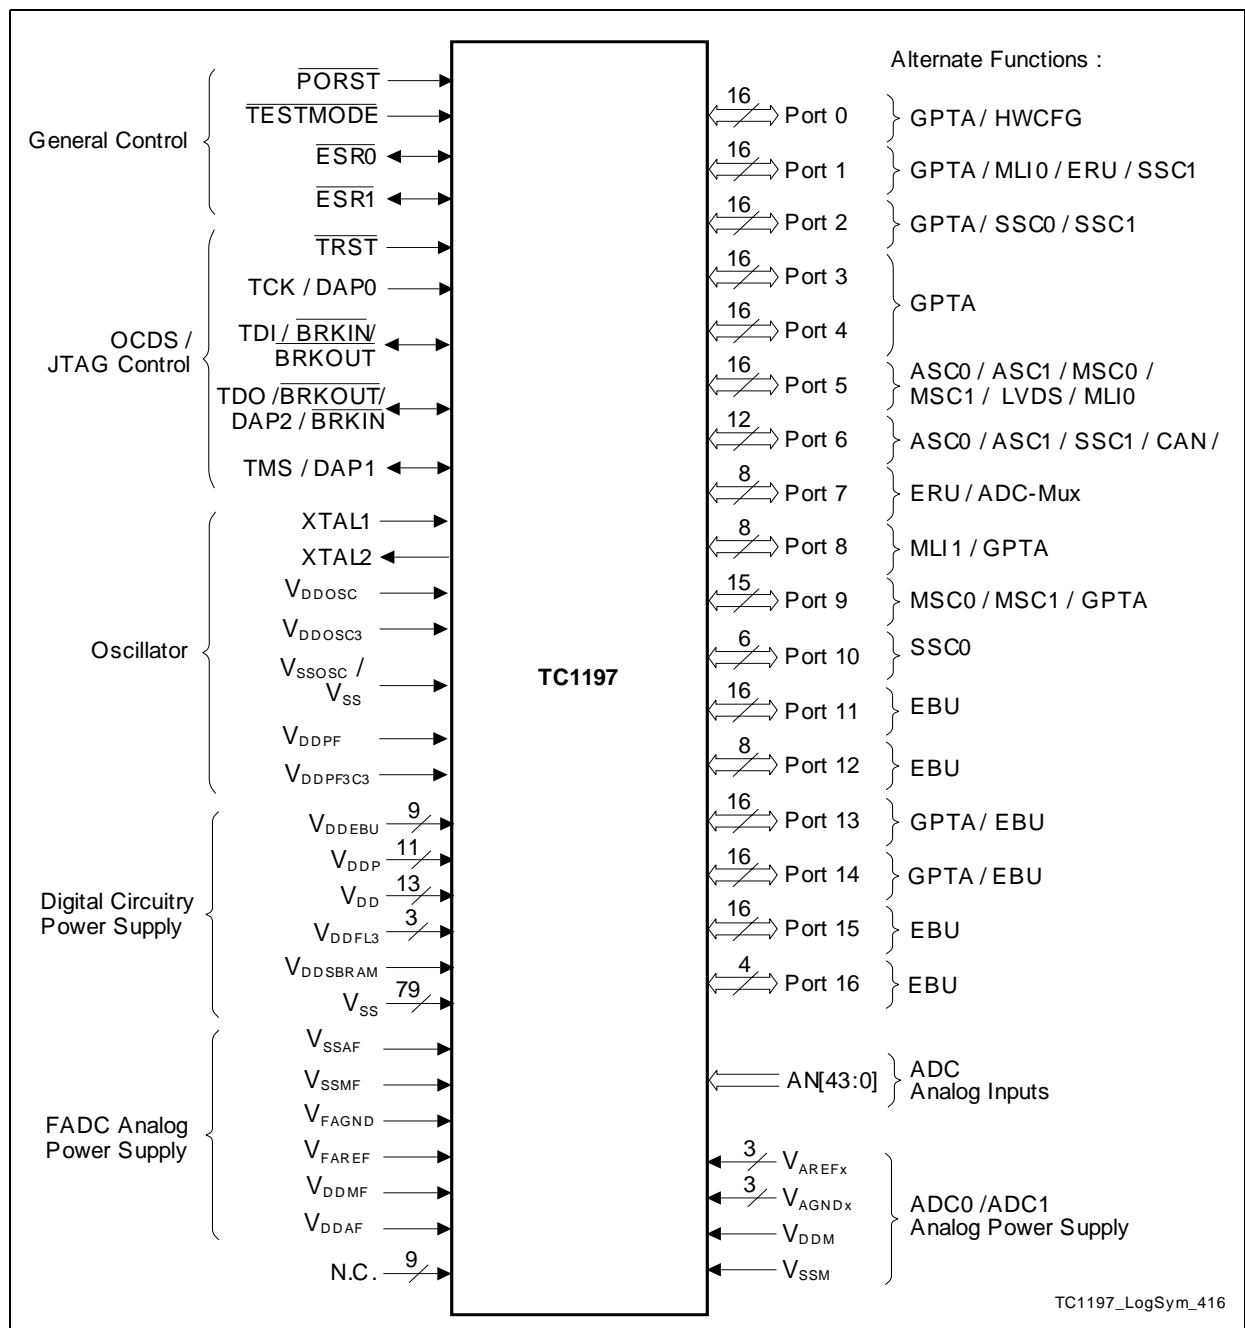 Alternate Functions :
General Control
PORST
TESTMODE
ESR0
ESR1
OCDS /
JTAG Control
TRST
TCK / DAP0
TDI / BRKIN/
BRKOUT
TDO /BRKOUT/
DAP2 / BRKIN
TMS / DAP1
Oscillator
XTAL1
XTAL2
VDDOSC
VDDOSC3
VSSOSC /
VSS
VDDPF
VDDPF3C3
Digital Circuitry
Power Supply
VDDEBU 9
VDDP 11
VDD 13
VDDFL3 3
VDDSBRAM
VSS 79
FADC Analog
Power Supply
VSSAF
VSSMF
VFAGND
VFAREF
VDDMF
VDDAF
N.C. 9
TC1197
16 Port 0 GPTA / HWCFG
16 Port 1 GPTA / MLI0 / ERU / SSC1
16 Port 2 GPTA / SSC0 / SSC1
16 Port 3
GPTA
16 Port 4
16 Port 5 ASC0 / ASC1 / MSC0 /
MSC1 / LVDS / MLI0
12 Port 6 ASC0 / ASC1 / SSC1 / CAN /
8 Port 7 ERU / ADC-Mux
8 Port 8 MLI1 / GPTA
15 Port 9 MSC0 / MSC1 / GPTA
6 Port 10 SSC0
16 Port 11 EBU
8 Port 12 EBU
16 Port 13 GPTA / EBU
16 Port 14 GPTA / EBU
16 Port 15 EBU
4 Port 16 EBU
AN[43:0] ADC
Analog Inputs
3 VAREFx
3 VAGNDx
VDDM
VSSM
ADC0 /ADC1
Analog Power Supply
TC1197_LogSym_416